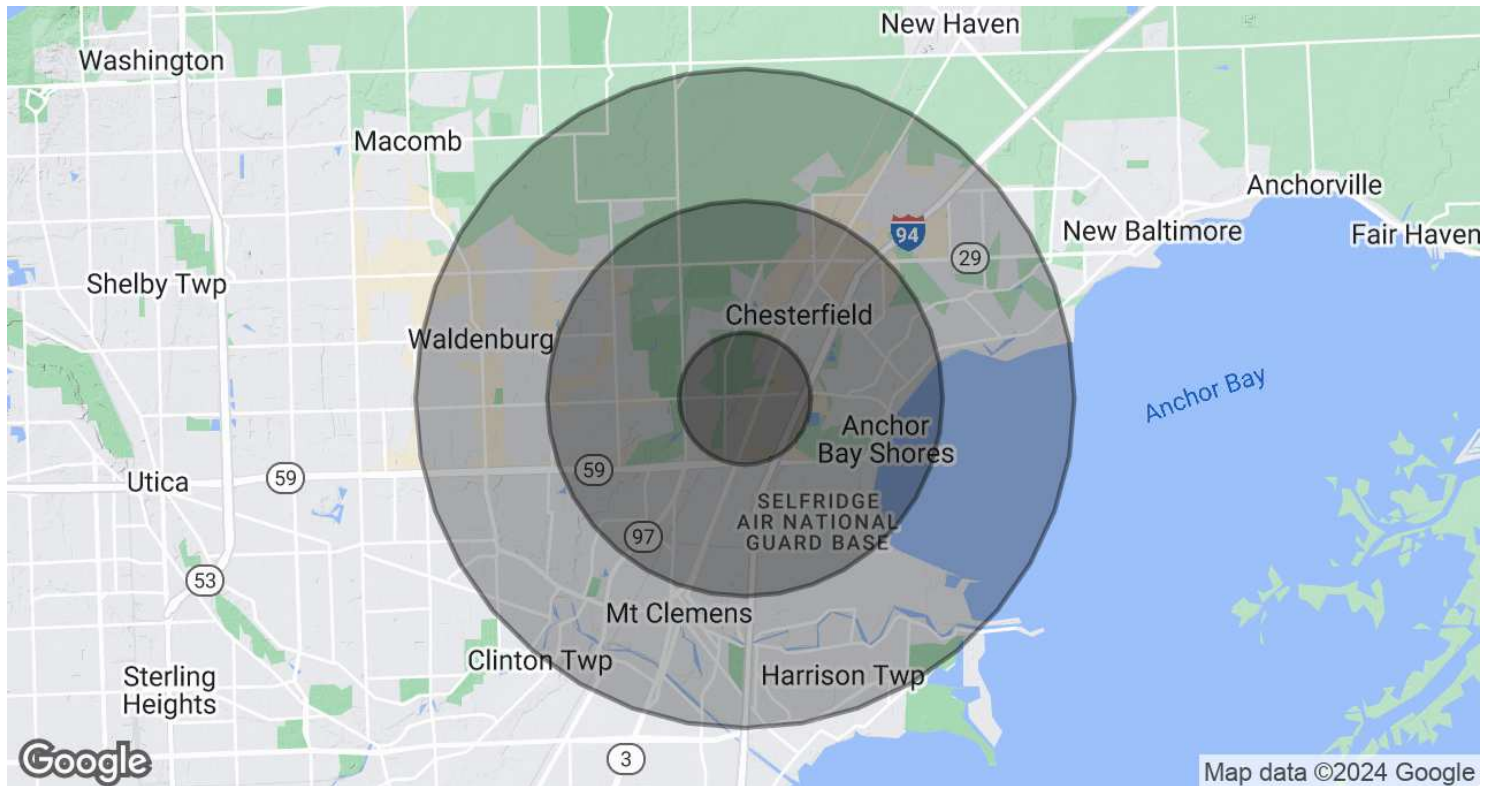 New Haven
Washington
Macomb
Anchorville
94
New Baltimore
Fair Haven
29
Shelby Twp
Chesterfield
Waldenburg
Anchor Bay
Anchor
Bay Shores
59
59
Utica
SELFRIDGE
AIR NATIONAL
GUARD BASE
97
53
Mt Clemens
Clinton Twp
Harrison Twp
Sterling
Heights
3
Google
Map data ©2024 Google